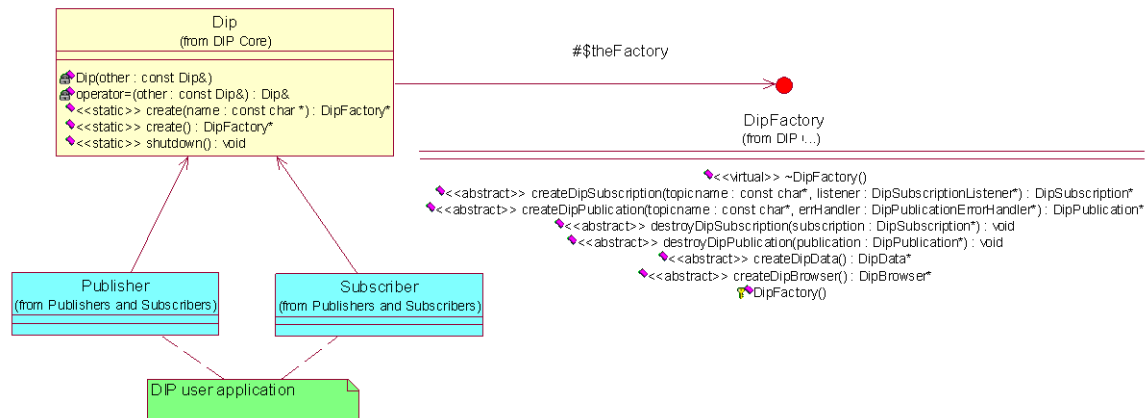 Dip
(from DIP Core)
Dip(other : const Dip&)
operator=(other : const Dip&) : Dip&
<<static>> create(name : const char *) : DipFactory*
<<static>> create() : DipFactory*
<<static>> shutdown() : void
#$theFactory
DipFactory
(from DIP (...)
<<virtual>> ~DipFactory()
<<abstract>> createDipSubscription(topicname : const char*, listener : DipSubscriptionListener*) : DipSubscription*
<<abstract>> createDipPublication(topicname : const char*, errHandler : DipPublicationErrorHandler*) : DipPublication*
<<abstract>> destroyDipSubscription(subscription : DipSubscription*) : void
<<abstract>> destroyDipPublication(publication : DipPublication*) : void
<<abstract>> createDipData() : DipData*
<<abstract>> createDipBrowser() : DipBrowser*
DipFactory()
Publisher
(from Publishers and Subscribers)
Subscriber
(from Publishers and Subscribers)
DIP user application